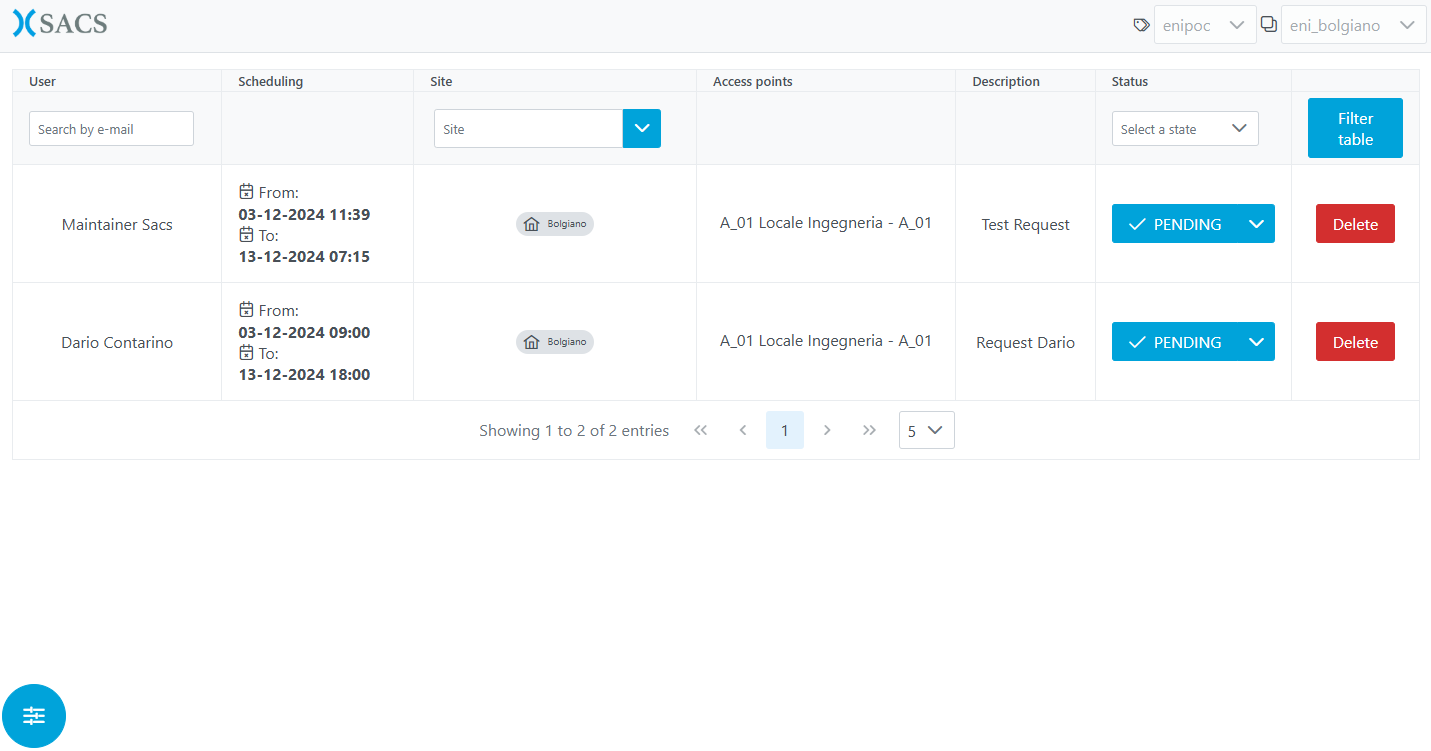 SACS
enipoc
eni_bolgiano
User
Scheduling
Site
Access points
Description
Status
Search by e-mail
Site
Select a state
Filter
table
Maintainer Sacs
From:
03-12-2024 11:39
To:
13-12-2024 07:15
Bolgiano
A_01 Locale Ingegneria - A_01
Test Request
PENDING
Delete
Dario Contarino
From:
03-12-2024 09:00
To:
13-12-2024 18:00
Bolgiano
A_01 Locale Ingegneria - A_01
Request Dario
PENDING
Delete
Showing 1 to 2 of 2 entries
1
5